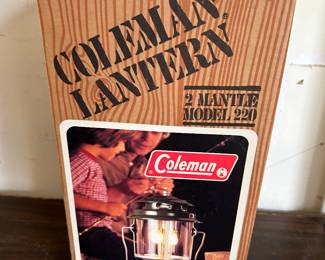 COLEMAN®
LANTERN
2 MANTLE
MODEL 220
Coleman